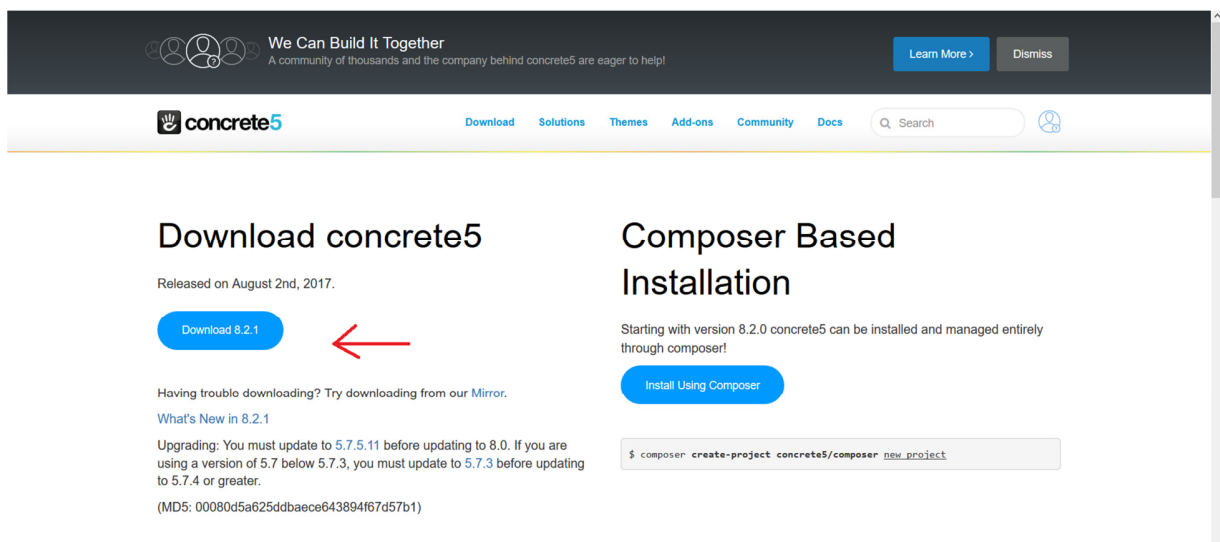 We Can Build It Together
A community of thousands and the company behind concrete5 are eager to help!
Learn More >
Dismiss
concrete5
Download
Solutions
Themes
Add-ons
Community
Docs
Search
Download concrete5
Released on August 2nd, 2017.
Download 8.2.1
Having troublo downloading? Try downloading from our Mirror.
What's New in 8.2.1
Upgrading: You must update to 5.7.5.11 before updating to 8.0. If you are
using a version of 5.7 below 5.7.3, you must update to 5.7.3 before updating
to 5.7.4 or greater.
(MD5: 00080d5a625ddbaece643894f67d57b1)
Composer Based
Installation
Starting with version 8.2.0 concrete5 can be installed and managed entirely
through composer!
Install Using Composer
$ composer create-project concrete5/composer new project